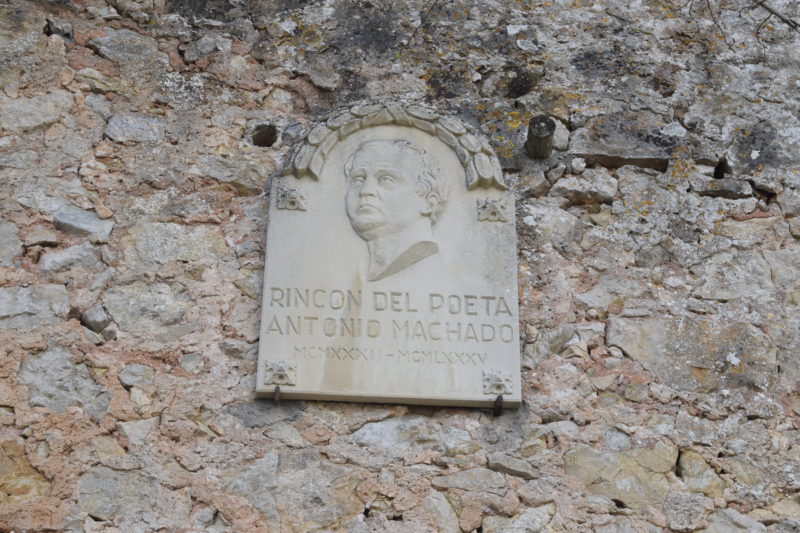 RINCON DEL POETA
ANTONIO MACHADO
MCMXXXII-MCMLXXXV